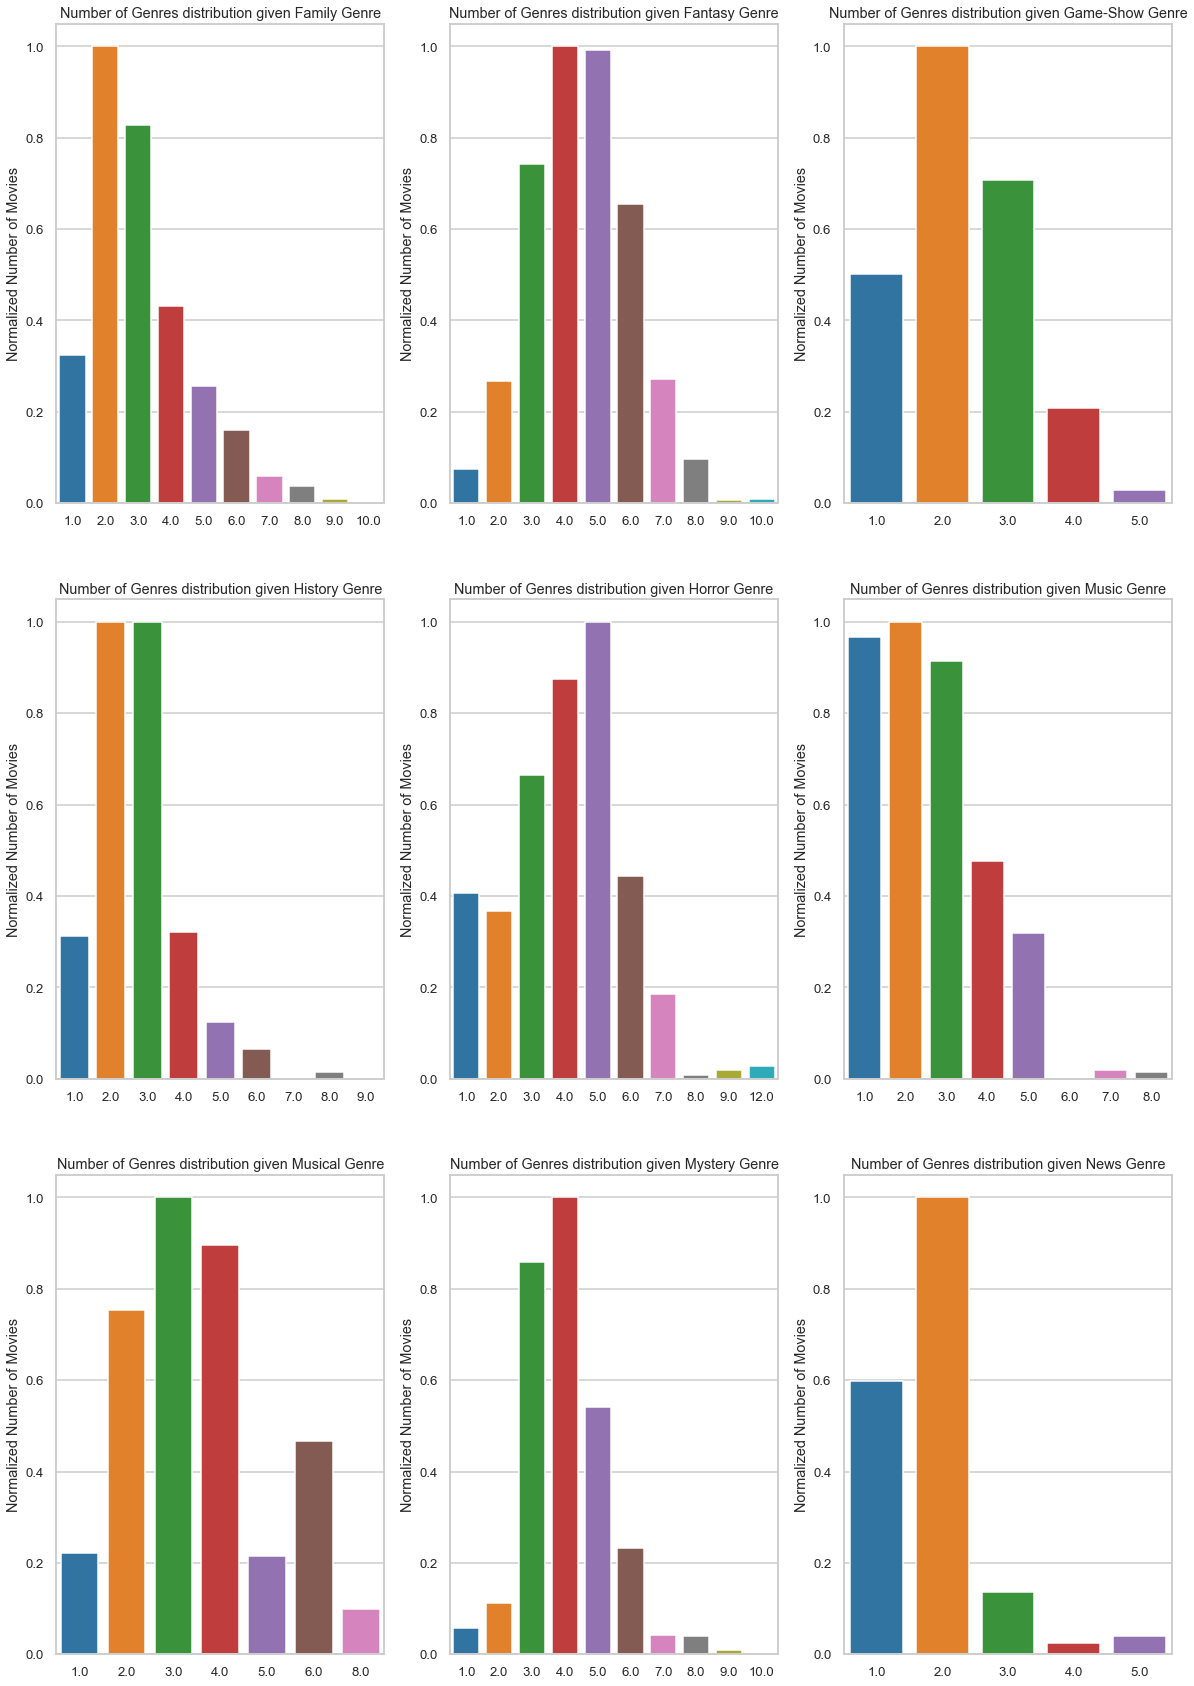 Number of Genres distribution given Family Genre
Normalized Number of Movies
1.0
0.8
0.6
0.4
0.2
0.0
1.0 2.0 3.0 4.0 5.0 6.0 7.0 8.0 9.0 10.0
Number of Genres distribution given Fantasy Genre
Normalized Number of Movies
1.0
0.8
0.6
0.4
0.2
0.0
1.0 2.0 3.0 4.0 5.0 6.0 7.0 8.0 9.0 10.0
Number of Genres distribution given Game-Show Genre
Normalized Number of Movies
1.0
0.8
0.6
0.4
0.2
0.0
1.0 2.0 3.0 4.0 5.0
Number of Genres distribution given History Genre
Normalized Number of Movies
1.0
0.8
0.6
0.4
0.2
0.0
1.0 2.0 3.0 4.0 5.0 6.0 7.0 8.0 9.0
Number of Genres distribution given Horror Genre
Normalized Number of Movies
1.0
0.8
0.6
0.4
0.2
0.0
1.0 2.0 3.0 4.0 5.0 6.0 7.0 8.0 9.0 12.0
Number of Genres distribution given Music Genre
Normalized Number of Movies
1.0
0.8
0.6
0.4
0.2
0.0
1.0 2.0 3.0 4.0 5.0 6.0 7.0 8.0
Number of Genres distribution given Musical Genre
Normalized Number of Movies
1.0
0.8
0.6
0.4
0.2
0.0
1.0 2.0 3.0 4.0 5.0 6.0 8.0
Number of Genres distribution given Mystery Genre
Normalized Number of Movies
1.0
0.8
0.6
0.4
0.2
0.0
1.0 2.0 3.0 4.0 5.0 6.0 7.0 8.0 9.0 10.0
Number of Genres distribution given News Genre
Normalized Number of Movies
1.0
0.8
0.6
0.4
0.2
0.0
1.0 2.0 3.0 4.0 5.0